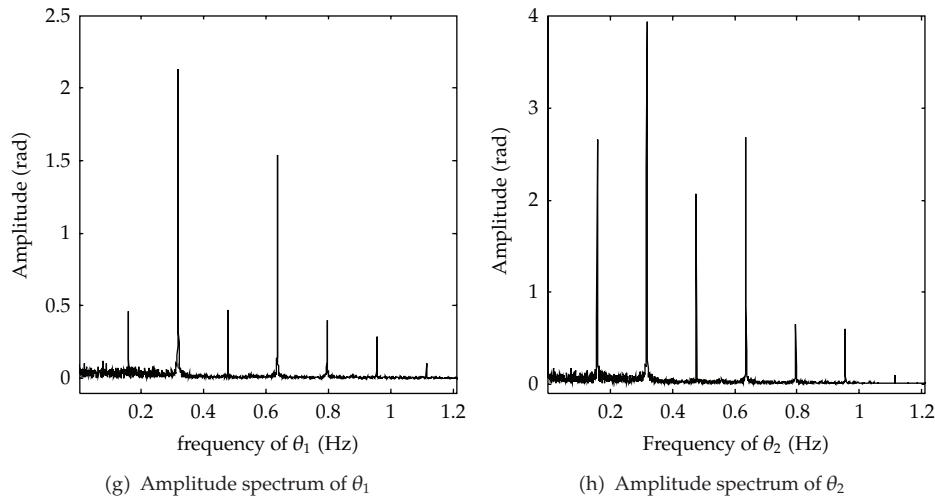 2.5
2
1.5
1
0.5
0
Amplitude (rad)
0.2 0.4 0.6 0.8 1 1.2
frequency of θ1 (Hz)
(g) Amplitude spectrum of θ1
4
3
2
1
0
Amplitude (rad)
0.2 0.4 0.6 0.8 1 1.2
Frequency of θ2 (Hz)
(h) Amplitude spectrum of θ2